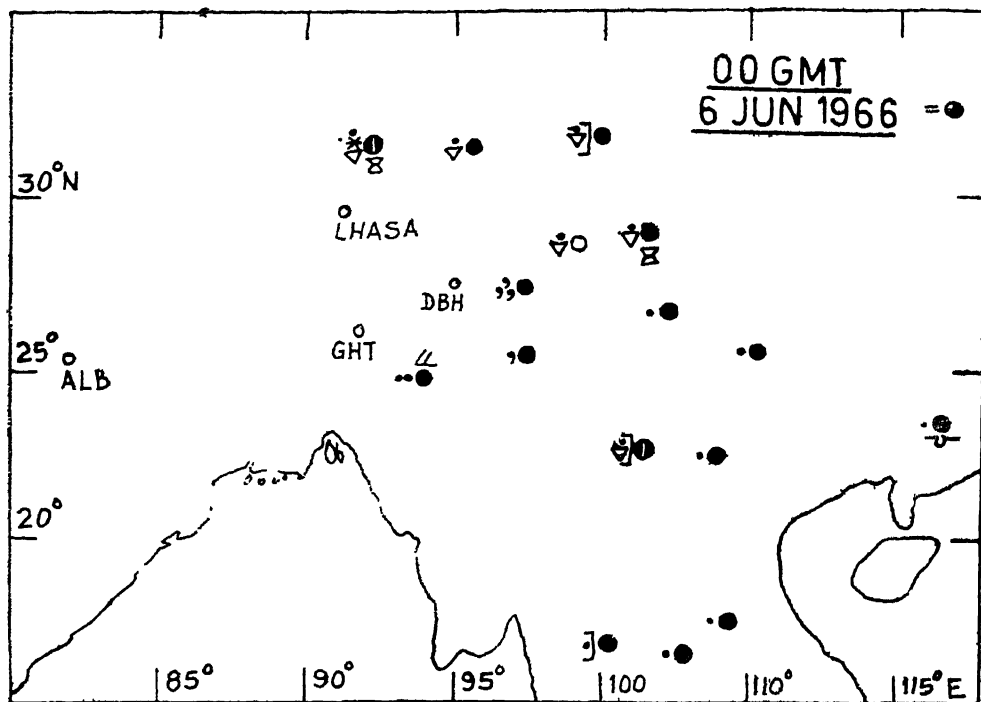 00 GMT
6 JUN 1966 =
30°N
LHASA
DBH
25°
GHT
ALB
20°
85°
90°
95°
100
110°
115° E